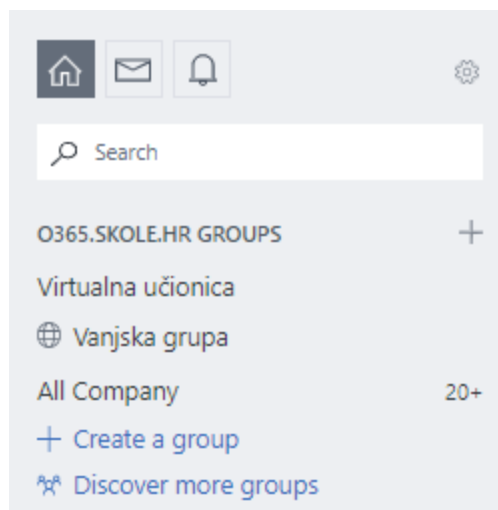 Search
O365.SKOLE.HR GROUPS
Virtualna učionica
Vanjska grupa
All Company 20+
Create a group
Discover more groups